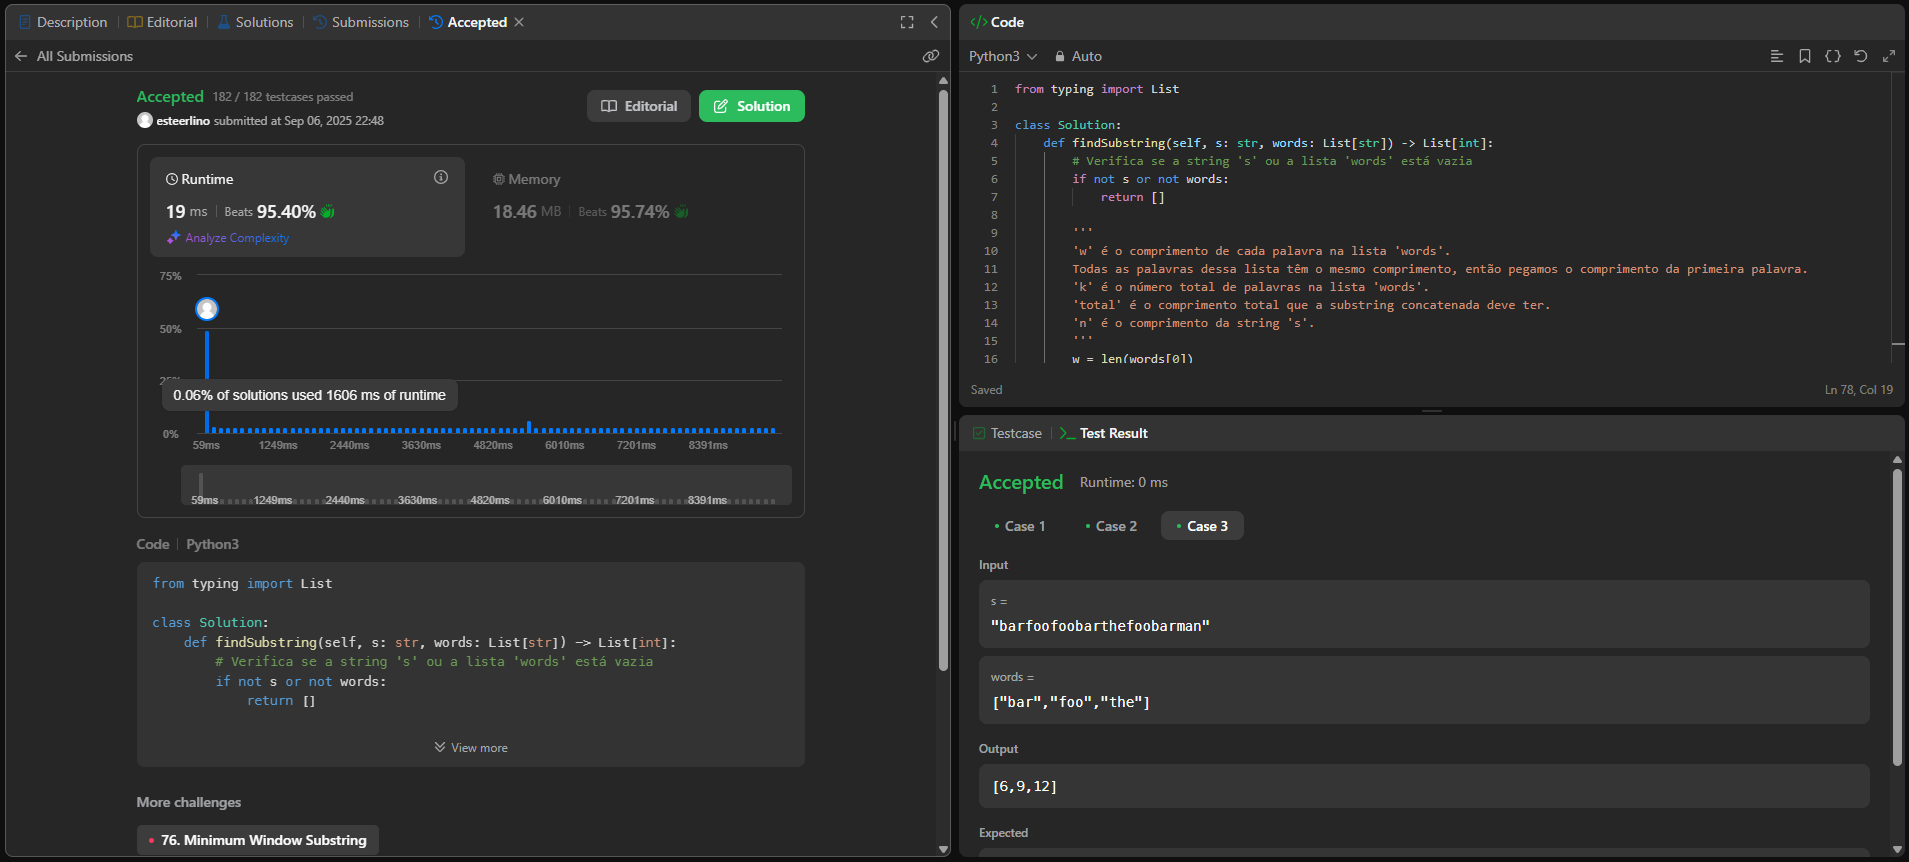 Description
Editorial
Solutions
Submissions
Accepted
All Submissions
Accepted 182 / 182 testcases passed
esteerlino submitted at Sep 06, 2025 22:48
Editorial
Solution
Runtime
19 ms Beats 95.40%
Analyze Complexity
Memory
18.46 MB Beats 95.74%
75%
50%
25%
0.06% of solutions used 1606 ms of runtime
0%
59ms 1249ms 2440ms 3630ms 4820ms 6010ms 7201ms 8391ms
59ms 1249ms 2440ms 3630ms 4820ms 6010ms 7201ms 8391ms
Code Python3
from typing import List
class Solution:
def findSubstring(self, s: str, words: List[str]) -> List[int]:
# Verifica se a string 's' ou a lista 'words' está vazia
if not s or not words:
return []
View more
More challenges
76. Minimum Window Substring
</> Code
Python3 Auto
1 from typing import List
2
3 class Solution:
4 def findSubstring(self, s: str, words: List[str]) -> List[int]:
5 # Verifica se a string 's' ou a lista 'words' está vazia
6 if not s or not words:
7 return []
8
9 '''
10 'w' é o comprimento de cada palavra na lista 'words'.
11 Todas as palavras dessa lista têm o mesmo comprimento, então pegamos o comprimento da primeira palavra.
12 'k' é o número total de palavras na lista 'words'.
13 'total' é o comprimento total que a substring concatenada deve ter.
14 'n' é o comprimento da string 's'.
15 '''
16 w = len(words[0])
Saved
Ln 78, Col 19
Testcase
Test Result
Accepted Runtime: 0 ms
Case 1
Case 2
Case 3
Input
s =
"barfoofoobarthefoobarman"
words =
["bar","foo","the"]
Output
[6,9,12]
Expected